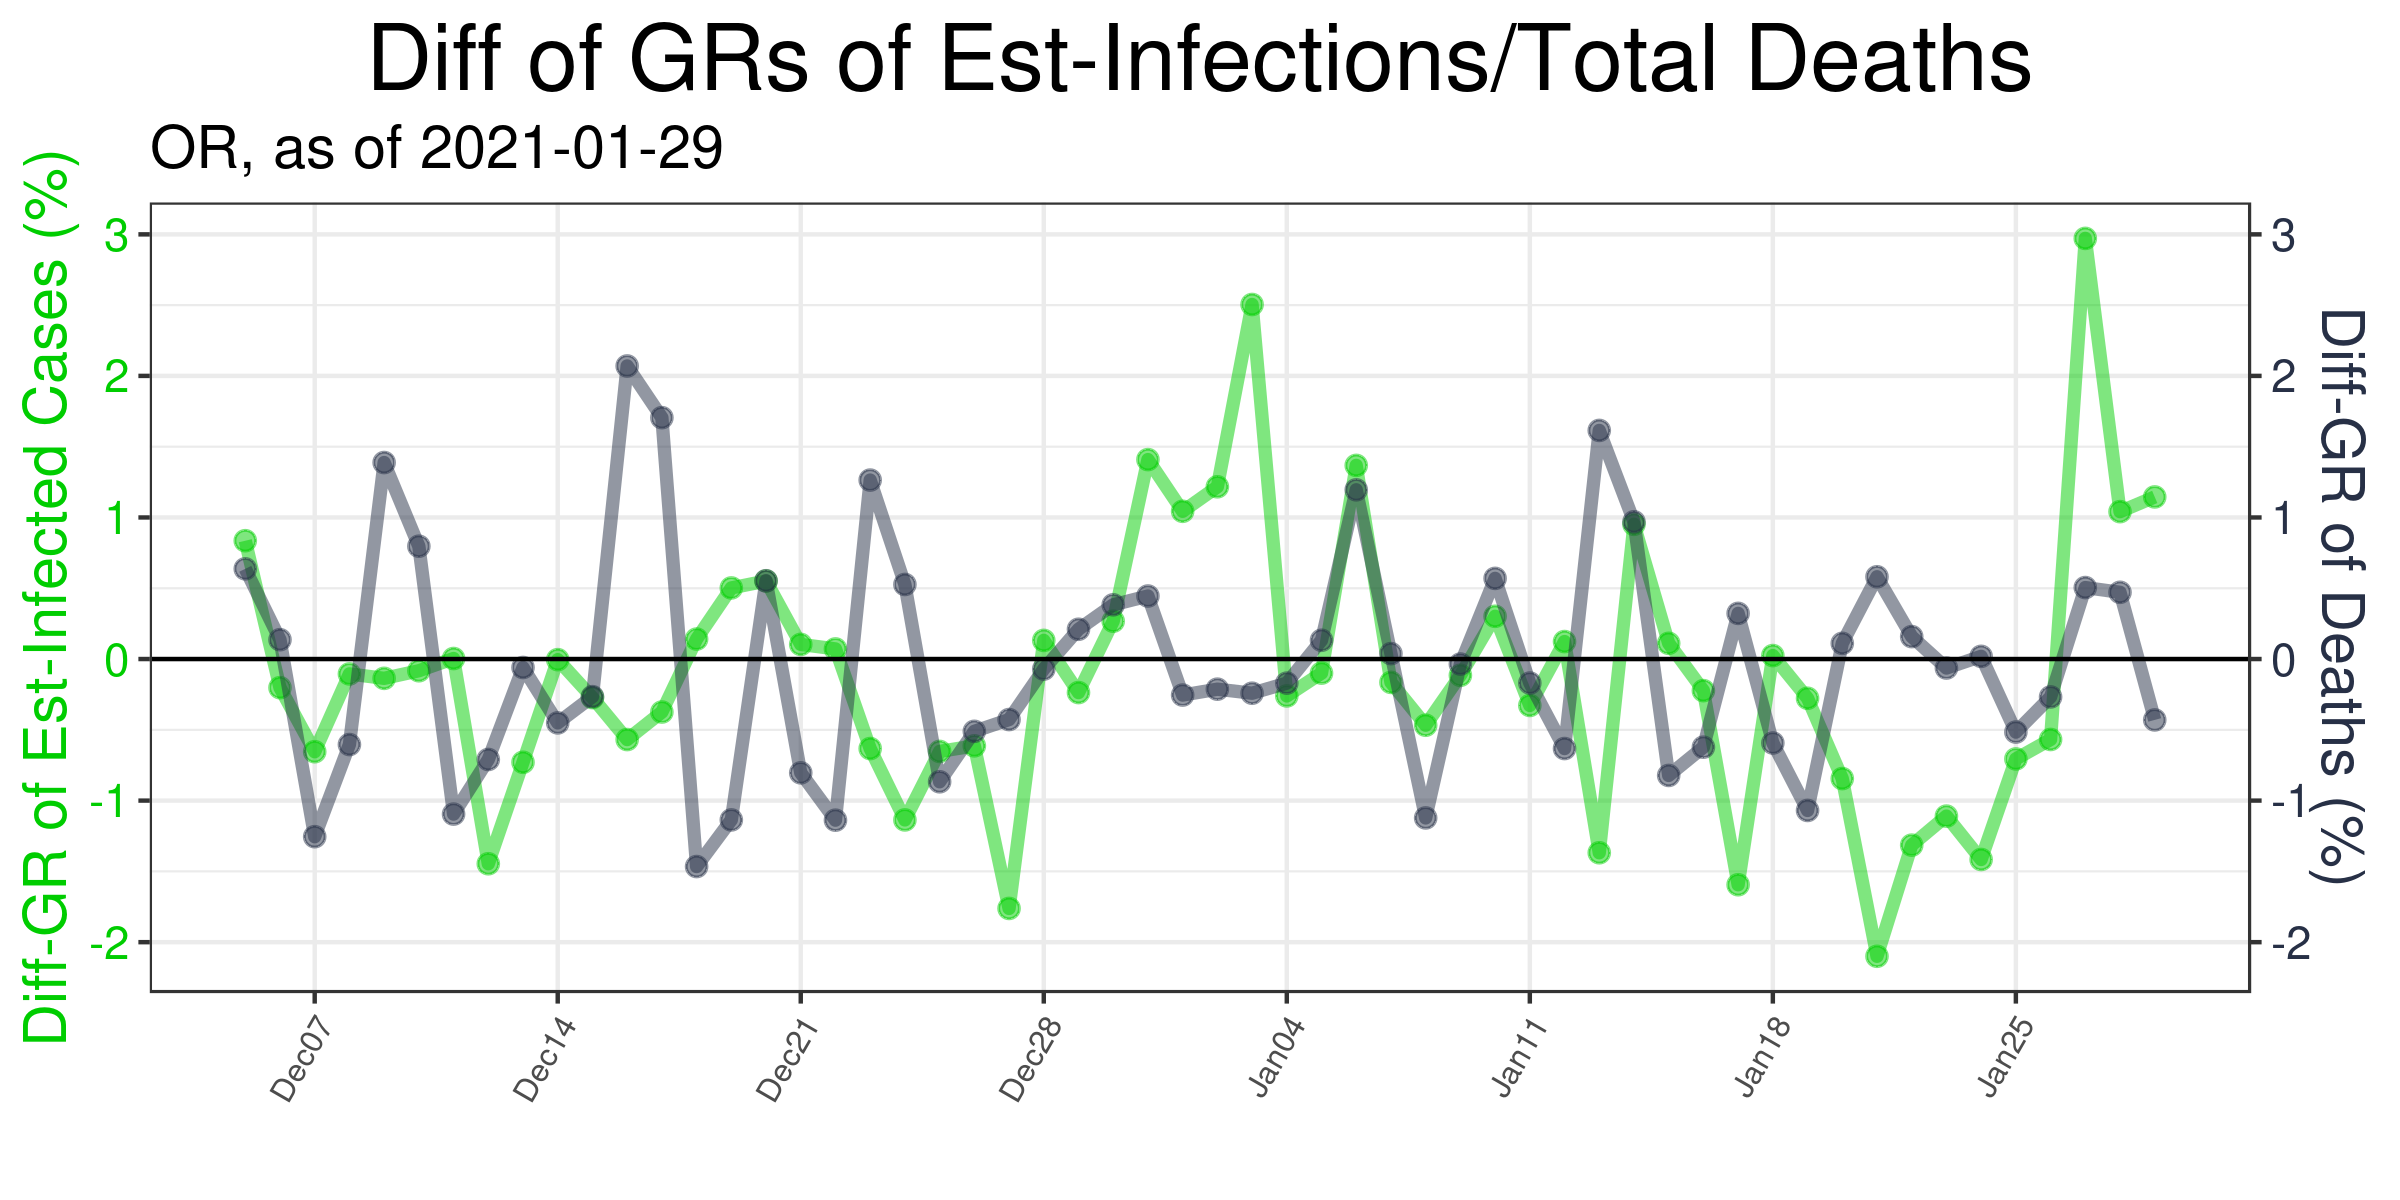 Diff of GRs of Est-Infections/Total Deaths
OR, as of 2021-01-29
Diff-GR of Est-Infected Cases (%)
3
2
1
0
-1
-2
3
2
1
0
-1
-2
Diff-GR of Deaths (%)
Dec07
Dec14
Dec21
Dec28
Jan04
Jan11
Jan18
Jan25